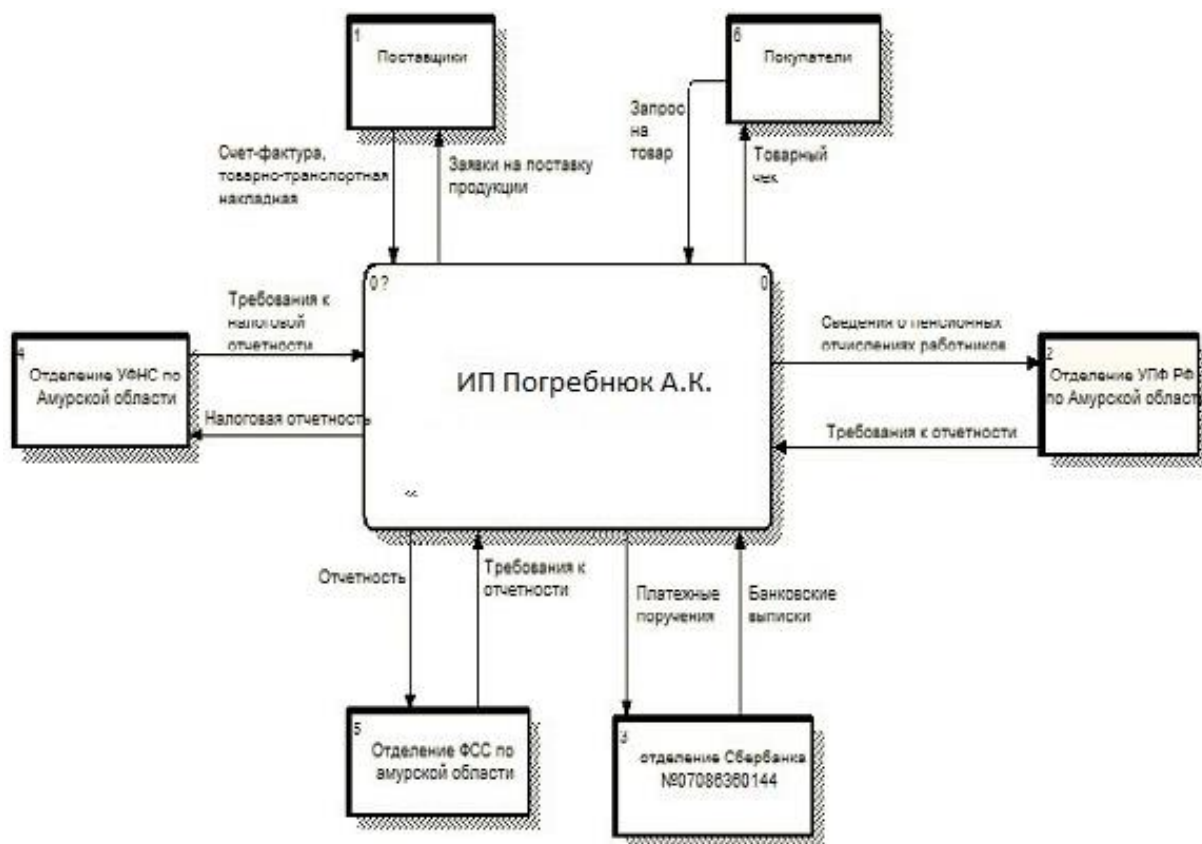 1
Поставщики
6
Покупатели
Счет-фактура,
товарно-транспортная
накладная
Заявки на поставку
продукции
Запрос
на
товар
Товарный
чек
0 ?
0
ИП Погребнюк А.К.
Требования к
налоговой
отчетности
Налоговая отчетность
4
Отделение УФНС по
Амурской области
Сведения о пенсионных
отчислениях работников
Требования к отчетности
2
Отделение УПФ РФ
по Амурской област
Отчетность
Требования к
отчетности
Платежные
поручения
Банковские
выписки
5
Отделение ФСС по
амурской области
3
отделение Сбербанка
№07086360144